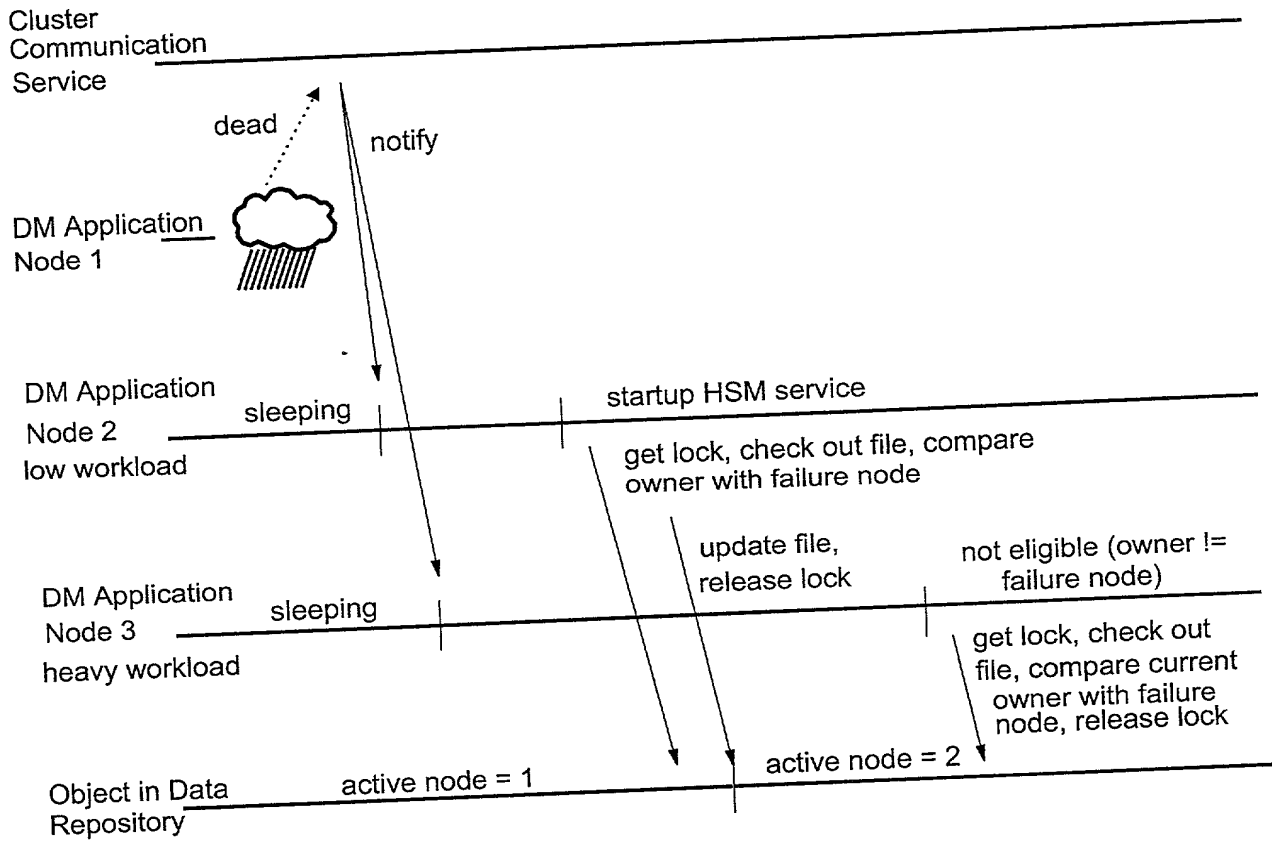 Cluster
Communication
Service
dead
notify
DM Application
Node 1
DM Application
Node 2
low workload
sleeping
startup HSM service
get lock, check out file, compare
owner with failure node
update file,
release lock
not eligible (owner !=
failure node)
DM Application
Node 3
heavy workload
sleeping
get lock, check out
file, compare current
owner with failure
node, release lock
Object in Data
Repository
active node = 1
active node = 2